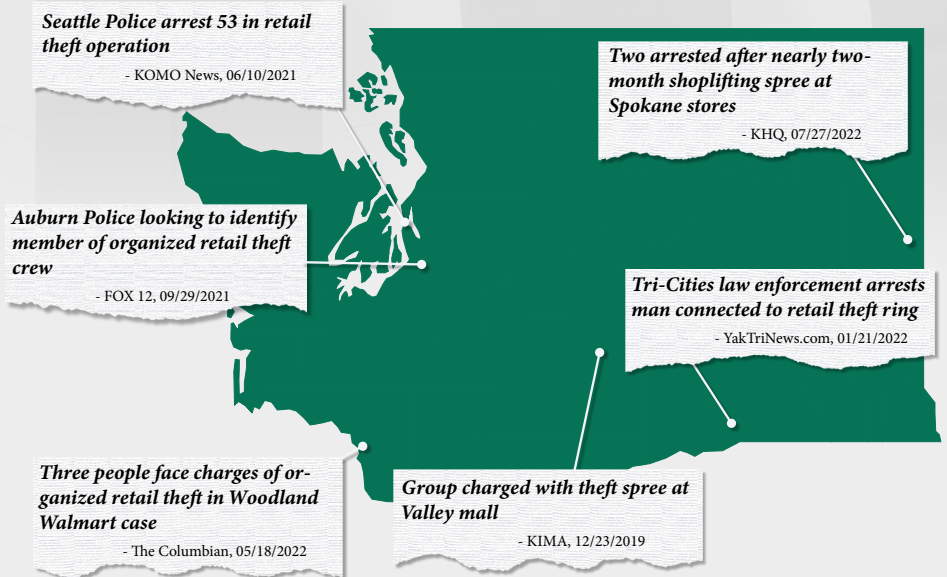 Seattle Police arrest 53 in retail
theft operation
- KOMO News, 06/10/2021
Two arrested after nearly two-
month shoplifting spree at
Spokane stores
- KHQ, 07/27/2022
Auburn Police looking to identify
member of organized retail theft
crew
- FOX 12, 09/29/2021
Tri-Cities law enforcement arrests
man connected to retail theft ring
- YakTriNews.com, 01/21/2022
Three people face charges of or-
ganized retail theft in Woodland
Walmart case
- The Columbian, 05/18/2022
Group charged with theft spree at
Valley mall
- KIMA, 12/23/2019